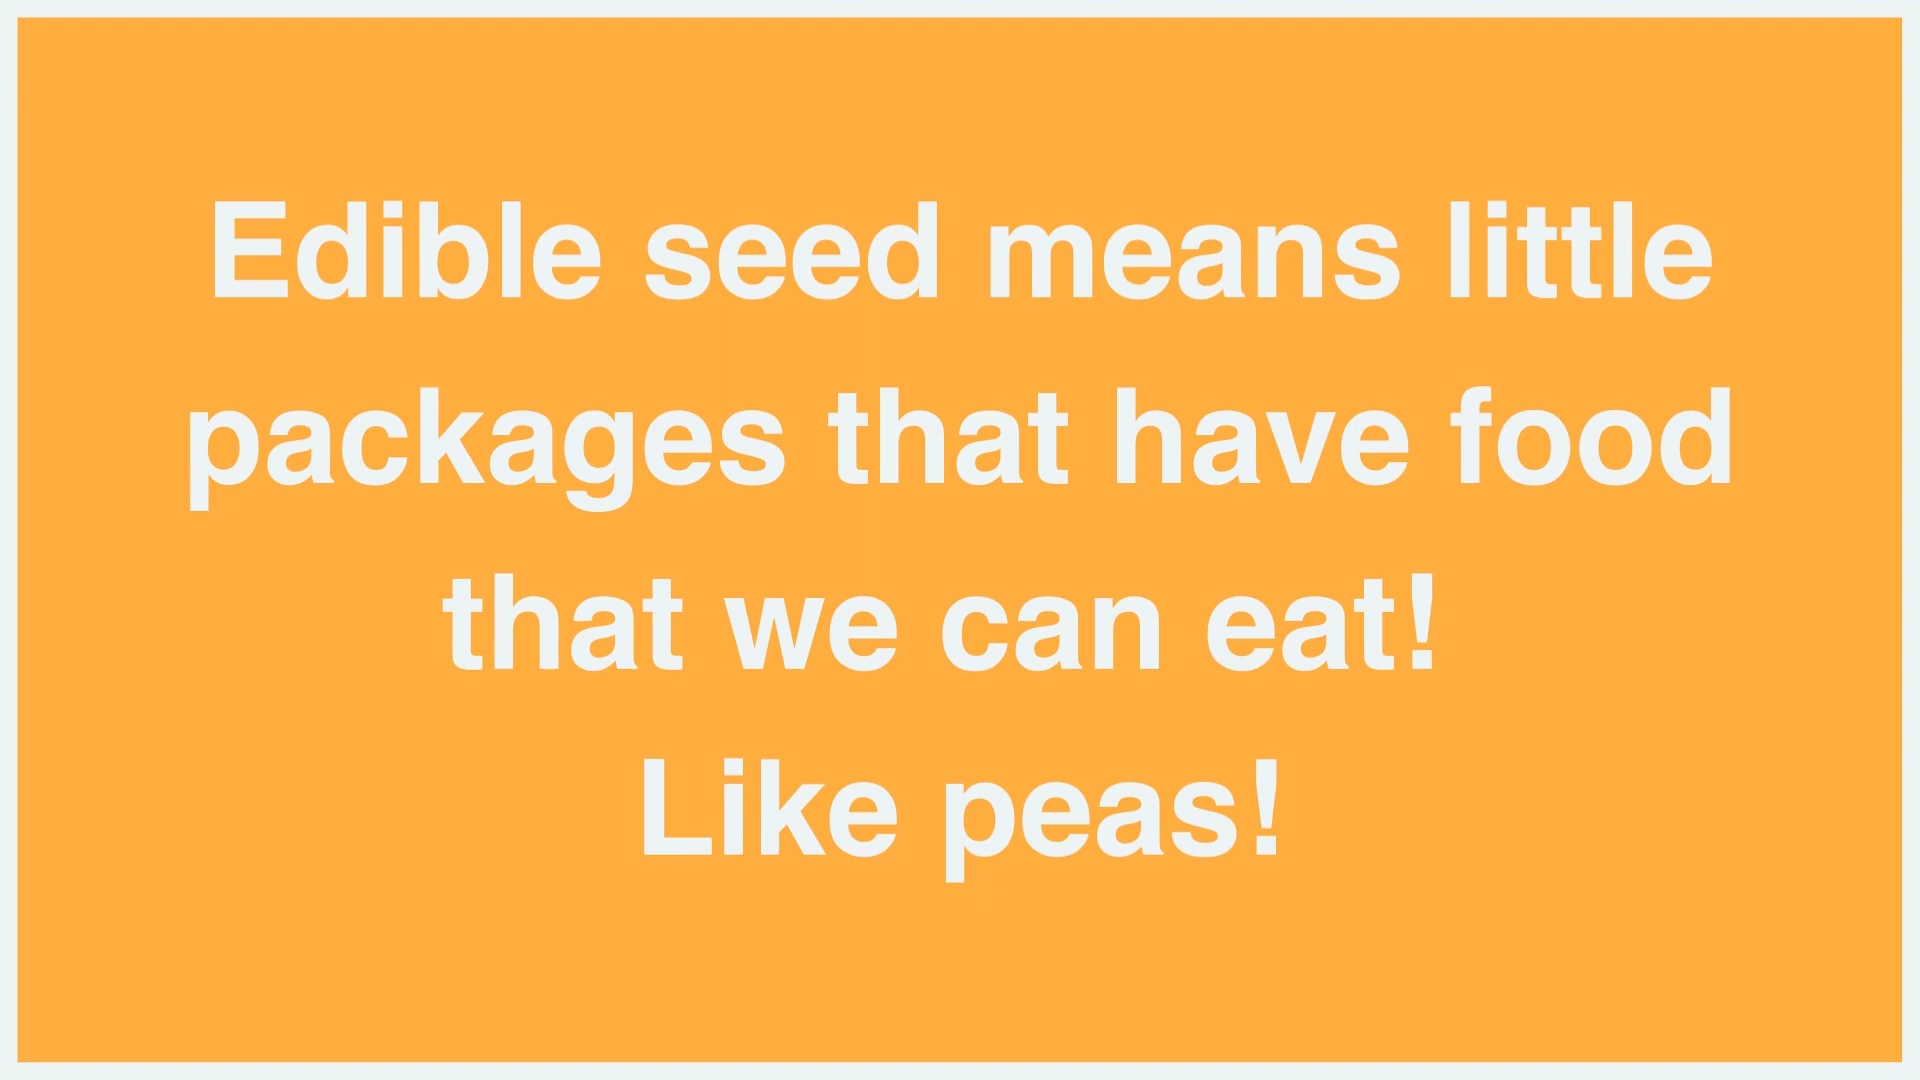 Edible seed means little
packages that have food
that we can eat!
Like peas!